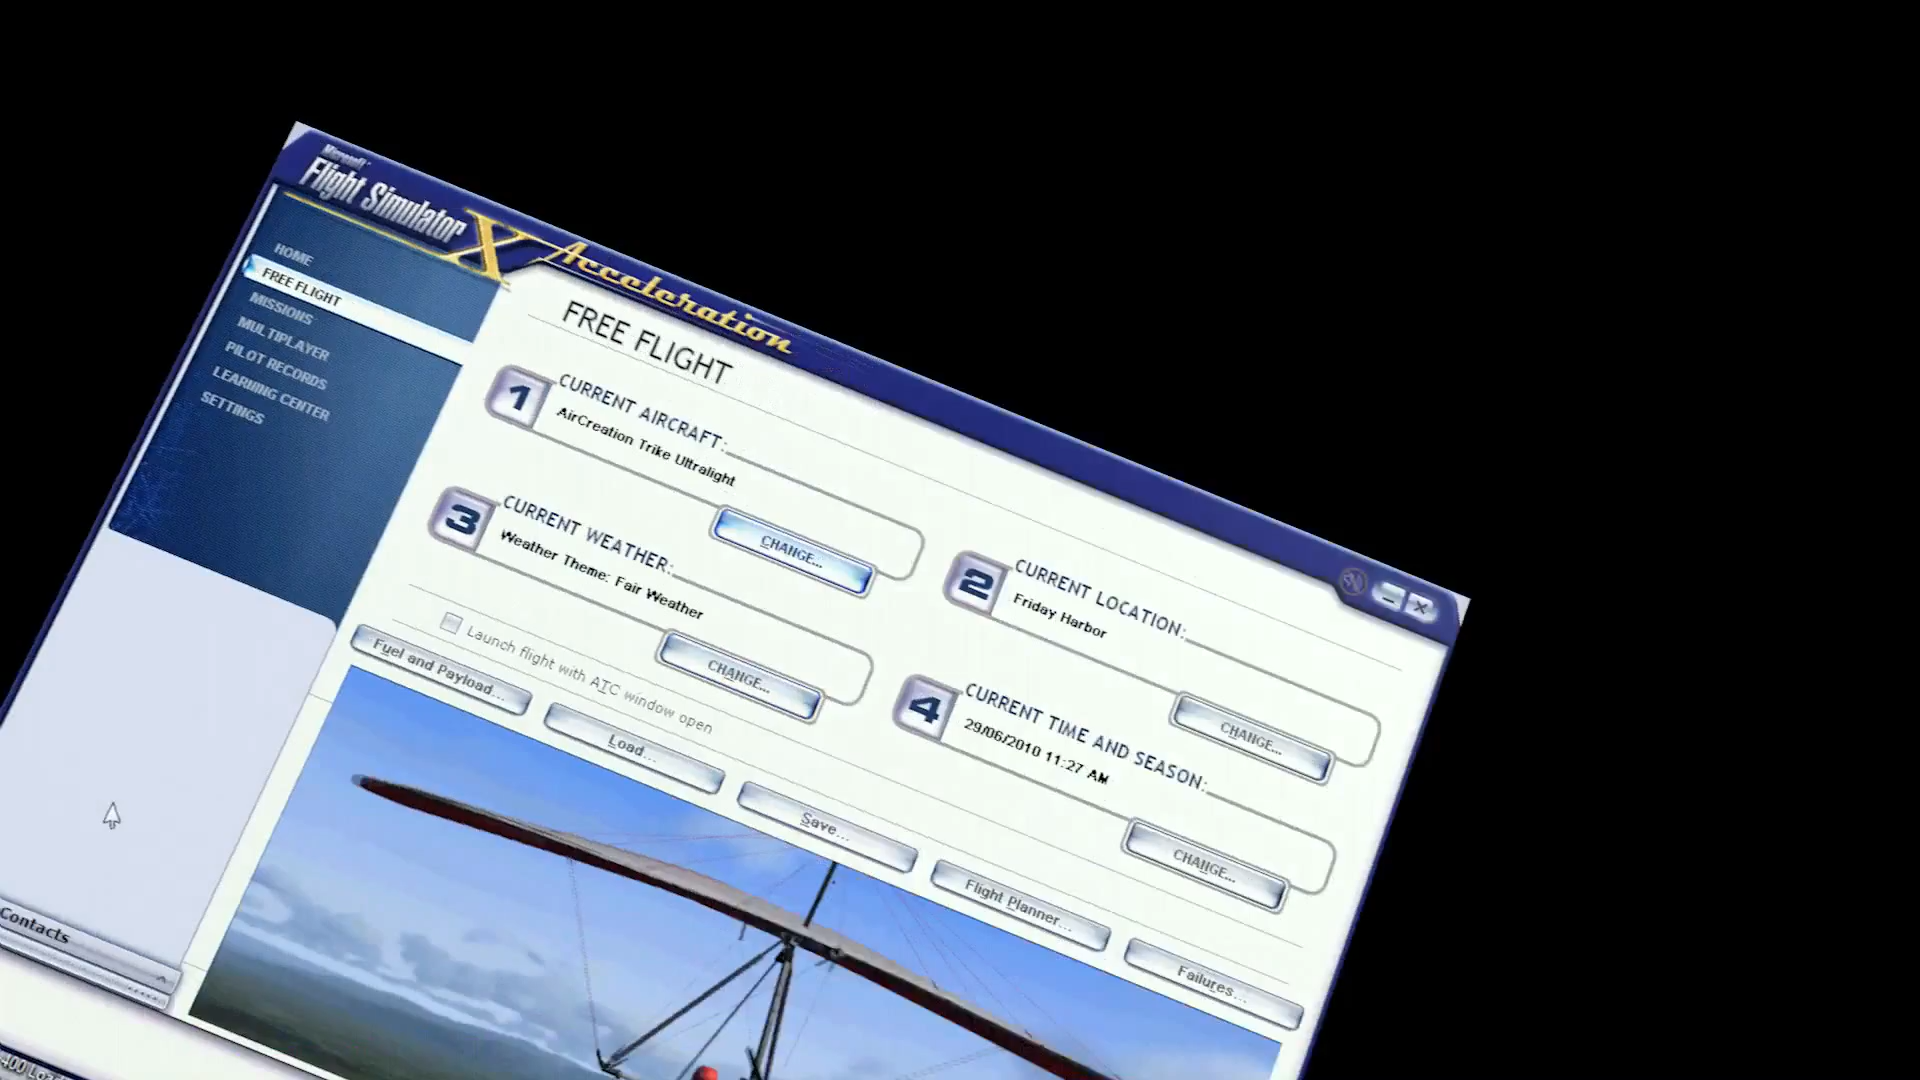 Microsoft
Flight Simulator X
Acceleration
HOME
FREE FLIGHT
MISSIONS
MULTIPLAYER
PILOT RECORDS
LEARNING CENTER
SETTINGS
FREE FLIGHT
1 CURRENT AIRCRAFT:
AirCreation Trike Ultralight
CHANGE...
2 CURRENT LOCATION:
Friday Harbor
CHANGE...
3 CURRENT WEATHER:
Weather Theme: Fair Weather
CHANGE...
4 CURRENT TIME AND SEASON:
29/06/2010 11:27 AM
CHANGE...
Launch flight with ATC window open
Fuel and Payload...
Load...
Save...
Flight Planner...
Failures...
Contacts